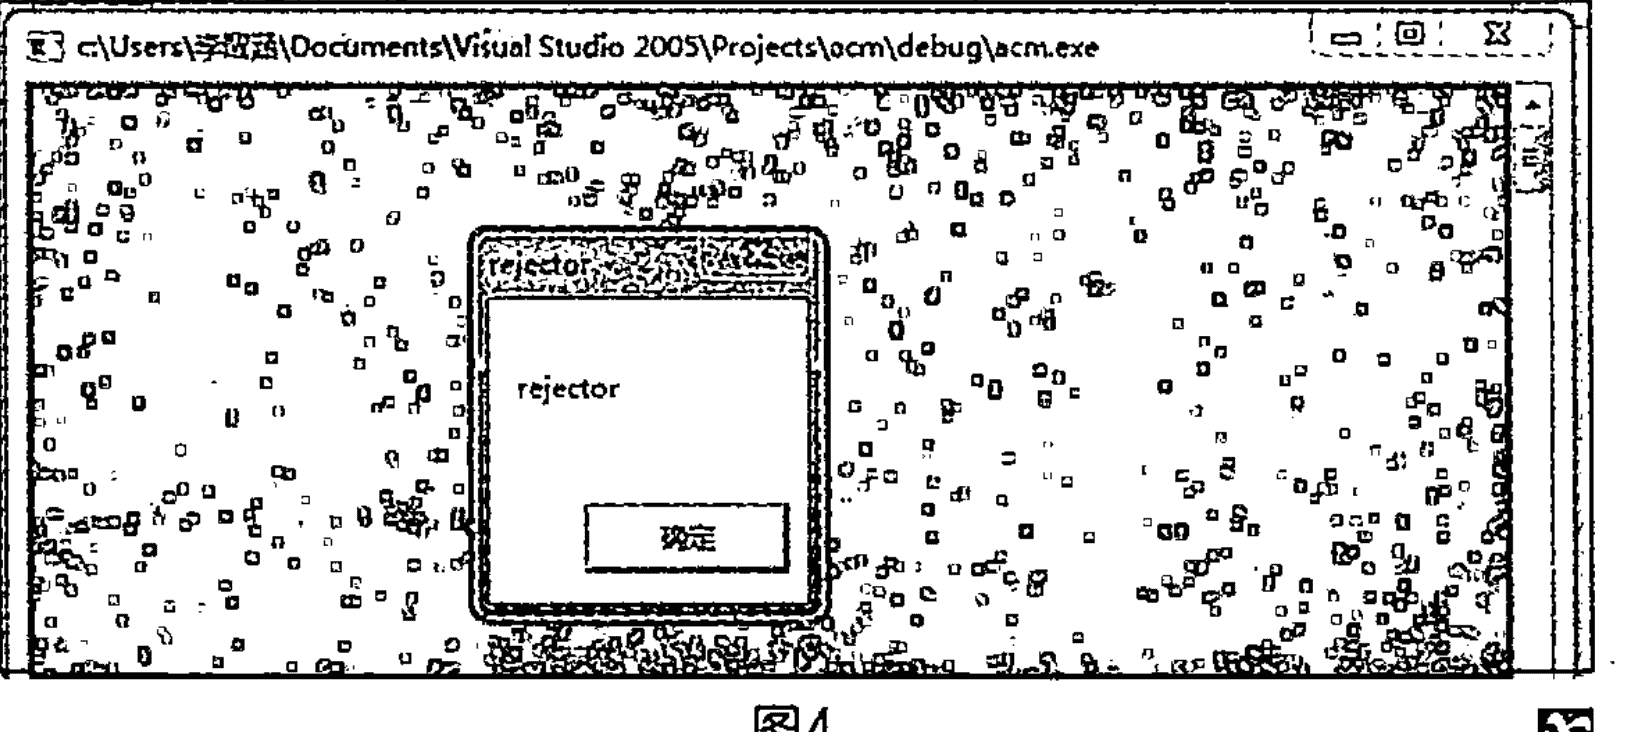 c:\Users\李\Documents\Visual Studio 2005\Projects\acm\debug\acm.exe
rejector
rejector
确定
图4